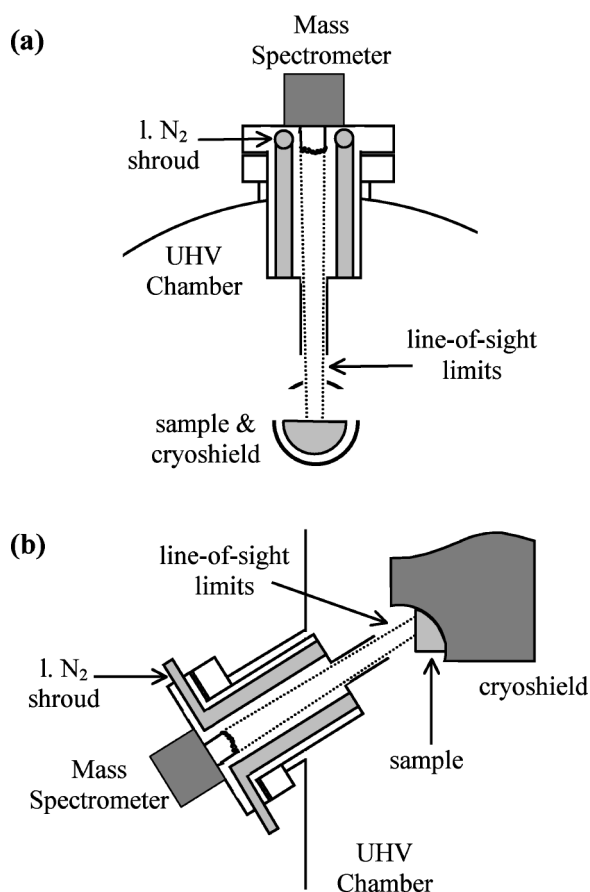 (a)
Mass
Spectrometer
l. N₂
shroud
UHV
Chamber
line-of-sight
limits
sample &
cryoshield
(b)
line-of-sight
limits
l. N₂
shroud
cryoshield
sample
Mass
Spectrometer
UHV
Chamber